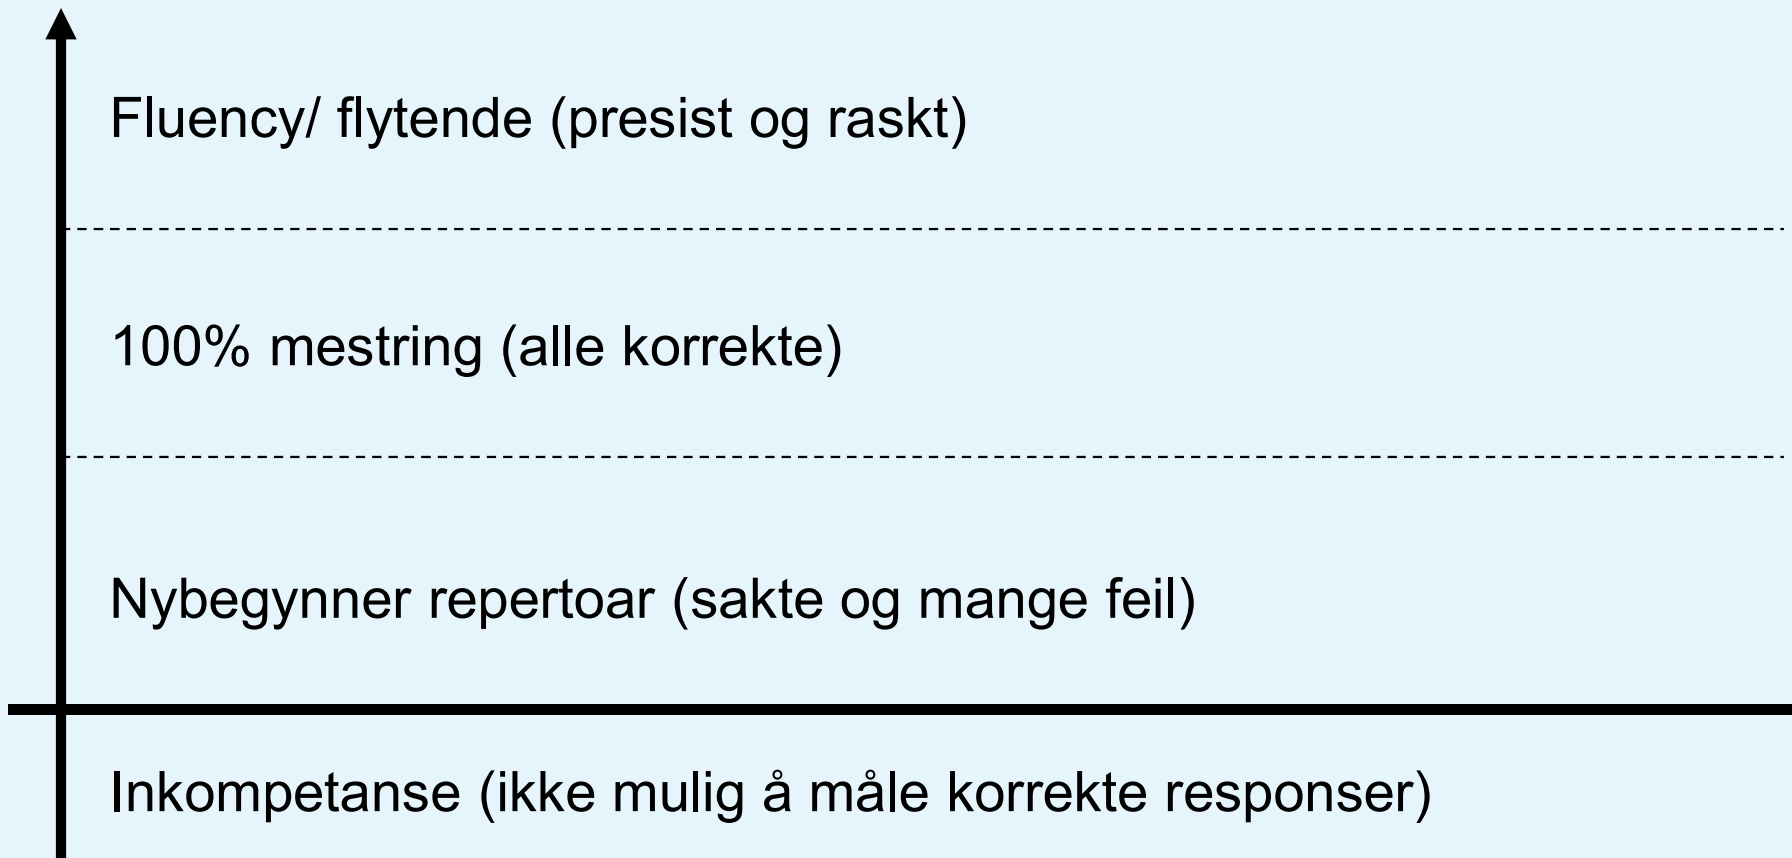 Fluency/ flytende (presist og raskt)
100% mestring (alle korrekte)
Nybegynner repertoar (sakte og mange feil)
Inkompetanse (ikke mulig å måle korrekte responser)